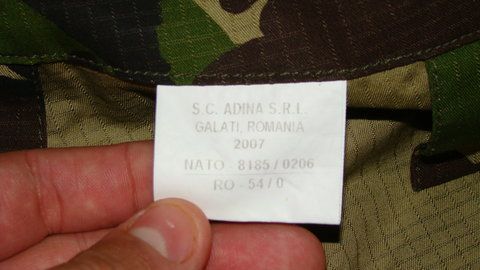 S.C. ADINA S.R.L.
GALATI, ROMANIA
2007
NATO - 8185 / 0206
RO - 54 / 0